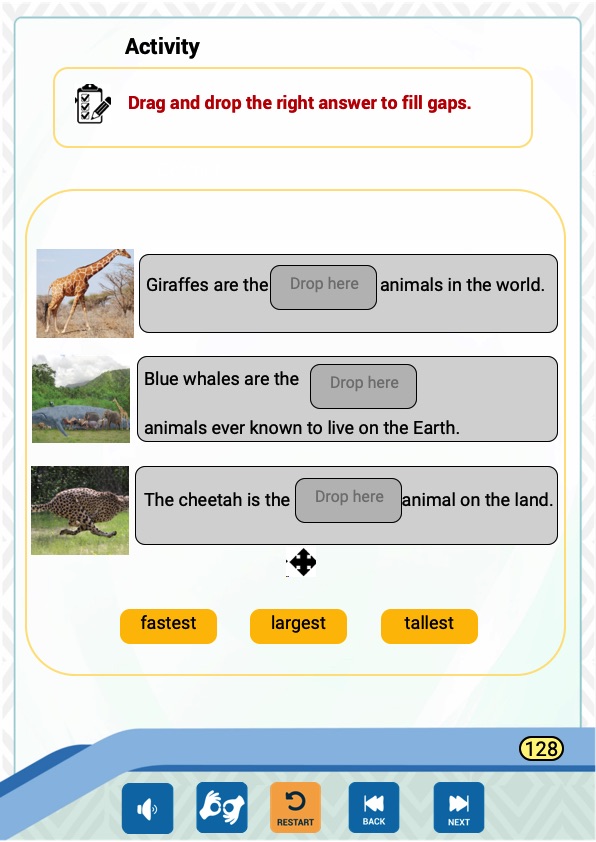 Activity
Drag and drop the right answer to fill gaps.
Giraffes are the Drop here animals in the world.
Blue whales are the Drop here
animals ever known to live on the Earth.
The cheetah is the Drop here animal on the land.
fastest largest tallest
128
RESTART BACK NEXT